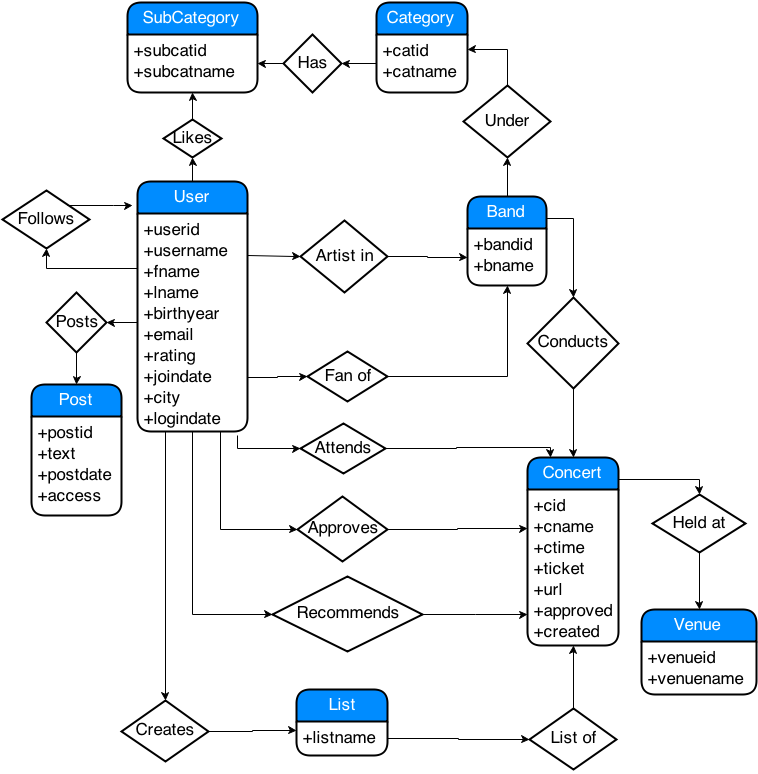 SubCategory
+subcatid
+subcatname
Has
Category
+catid
+catname
Likes
Under
User
+userid
+username
+fname
+lname
+birthyear
+email
+rating
+joindate
+city
+logindate
Follows
Artist in
Band
+bandid
+bname
Posts
Conducts
Fan of
Post
+postid
+text
+postdate
+access
Attends
Concert
+cid
+cname
+ctime
+ticket
+url
+approved
+created
Approves
Held at
Recommends
Venue
+venueid
+venuename
Creates
List
+listname
List of